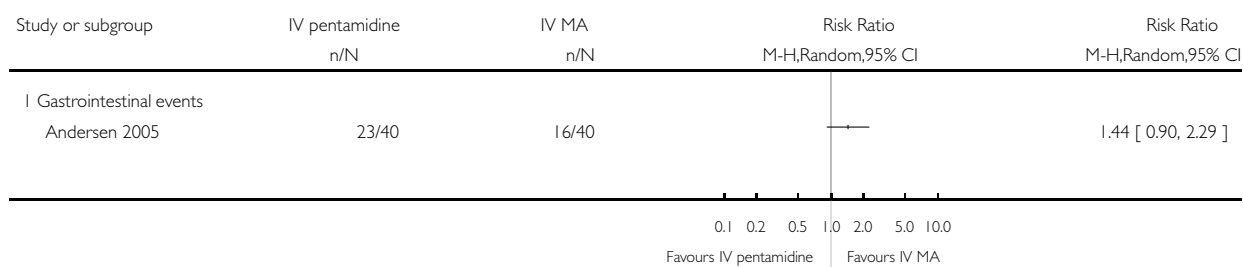 Study or subgroup IV pentamidine IV MA Risk Ratio Risk Ratio
n/N n/N M-H,Random,95% CI M-H,Random,95% CI
1 Gastrointestinal events
Andersen 2005 23/40 16/40 1.44 [ 0.90, 2.29 ]
0.1 0.2 0.5 1.0 2.0 5.0 10.0
Favours IV pentamidine Favours IV MA